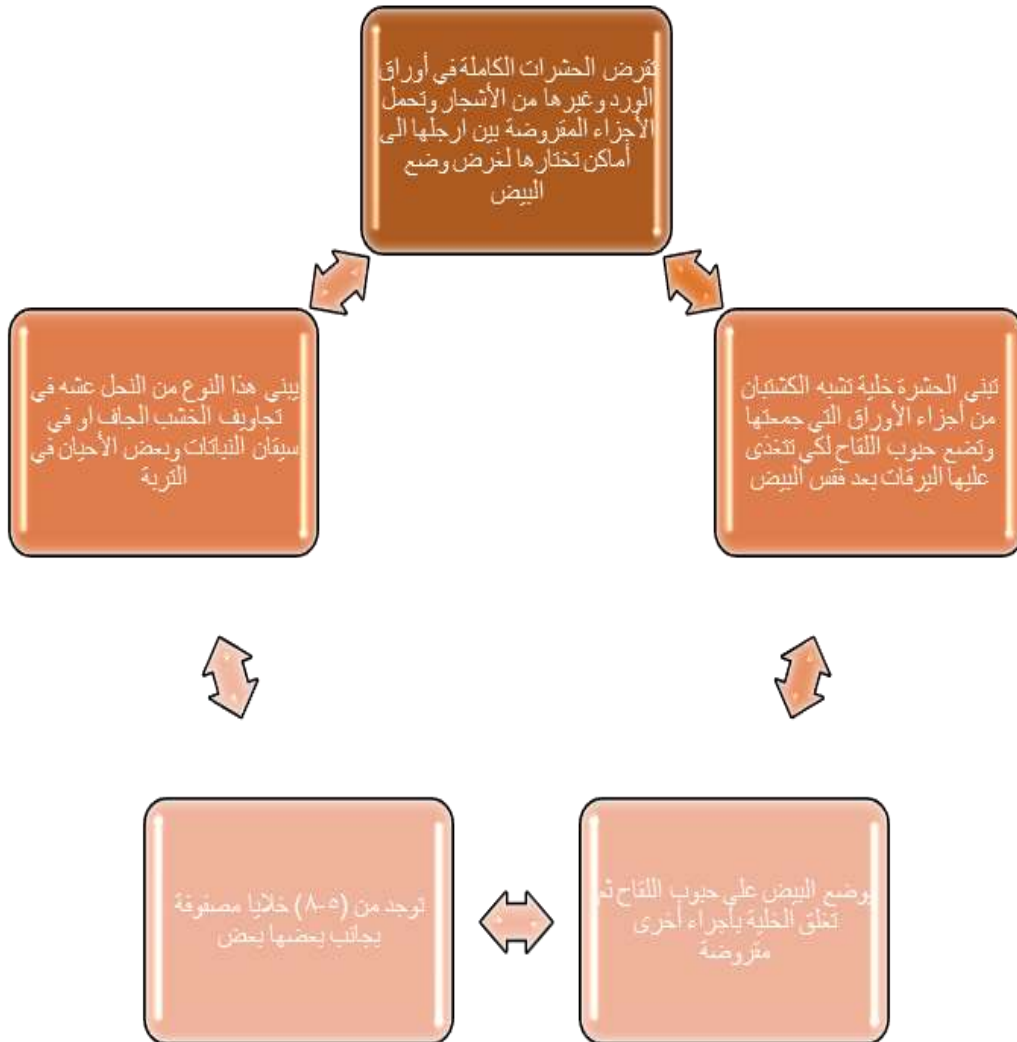 تقرض الحشرات الكاملة في أوراق
الورد وغيرها من الأشجار وتحمل
الأجزاء المقروضة بين ارجلها الى
أماكن تختارها لغرض وضع
البيض
تبني الحشرة خلية تشبه الكشتبان
من أجزاء الأوراق التي جمعتها
وتضع حبوب اللقاح لكي تتغذى
عليها اليرقات بعد فقس البيض
يوضع البيض على حبوب اللقاح ثم
تغلق الخلية بأجزاء أخرى
مقروضة
توجد من (٥-٨) خلايا مصفوفة
بجانب بعضها بعض
يبني هذا النوع من النحل عشه في
تجاويف الخشب الجاف او في
سيقان النباتات وبعض الأحيان في
التربة